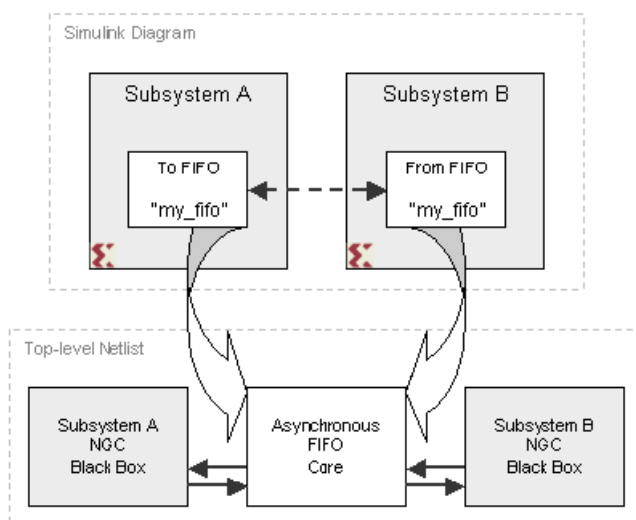 Simulink Diagram
Subsystem A
To FIFO
"my_fifo"
Subsystem B
From FIFO
"my_fifo"
Top-level Netlist
Subsystem A
NGC
Black Box
Asynchronous
FIFO
Core
Subsystem B
NGC
Black Box